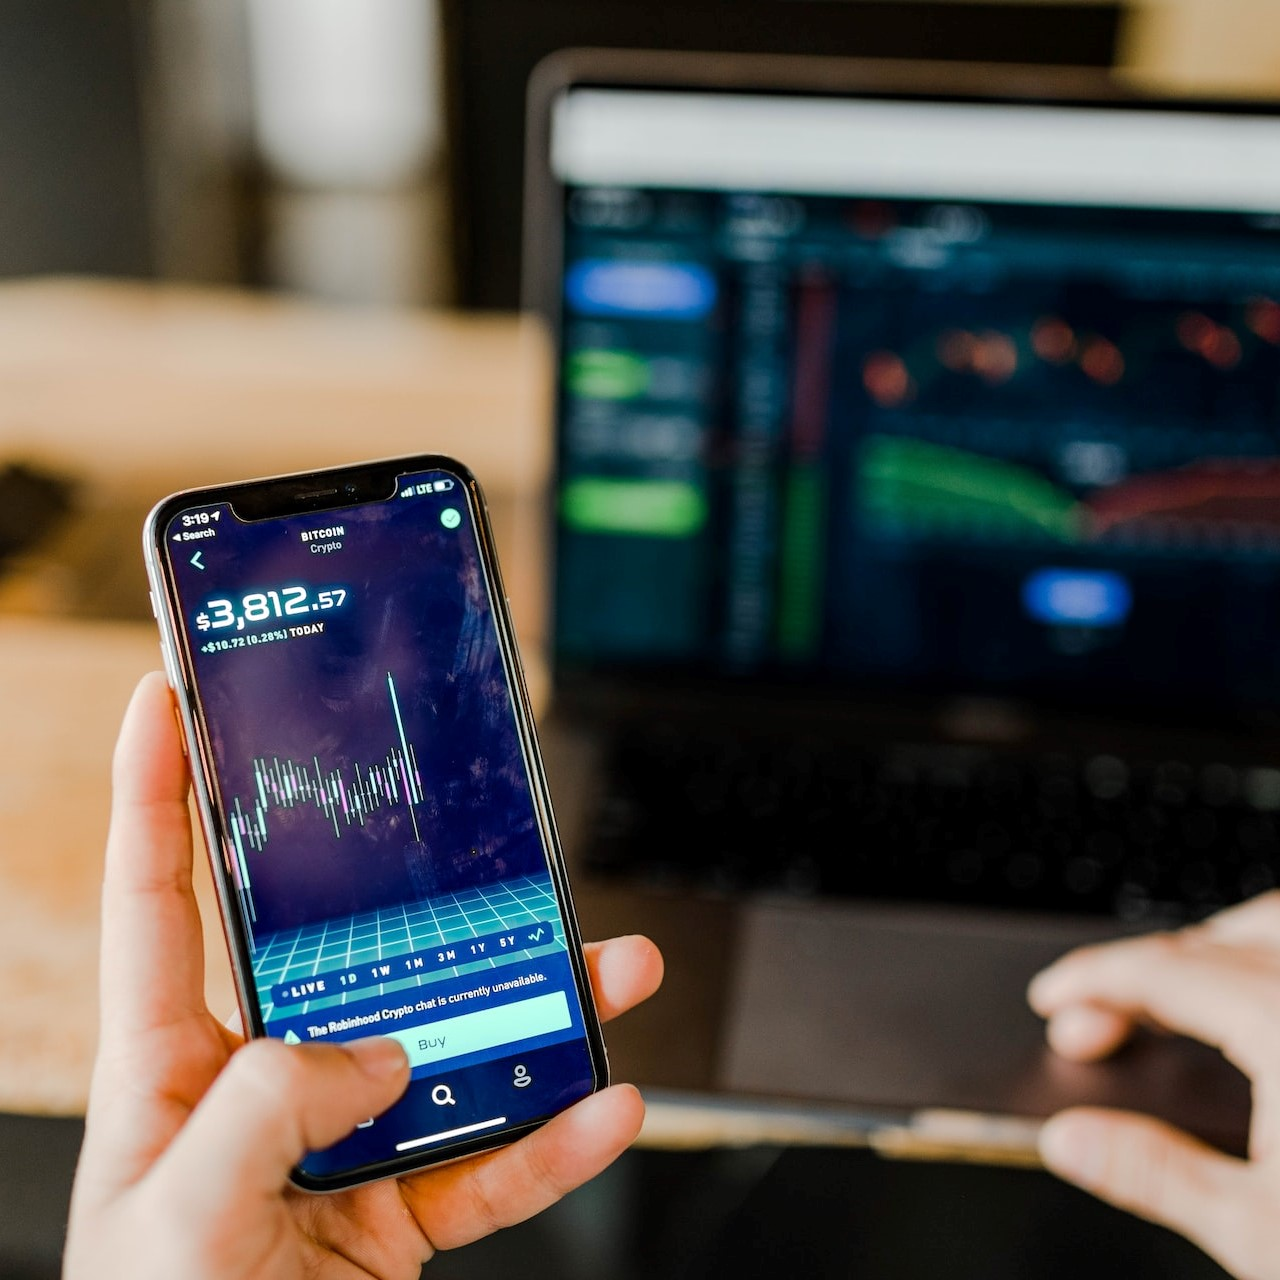 3:19 LTE
Search
BITCOIN
Crypto
$3,812.57
+$10.72 (0.28%) TODAY
LIVE 1D 1W 1M 3M 1Y 5Y
The Robinhood Crypto chat is currently unavailable.
Buy